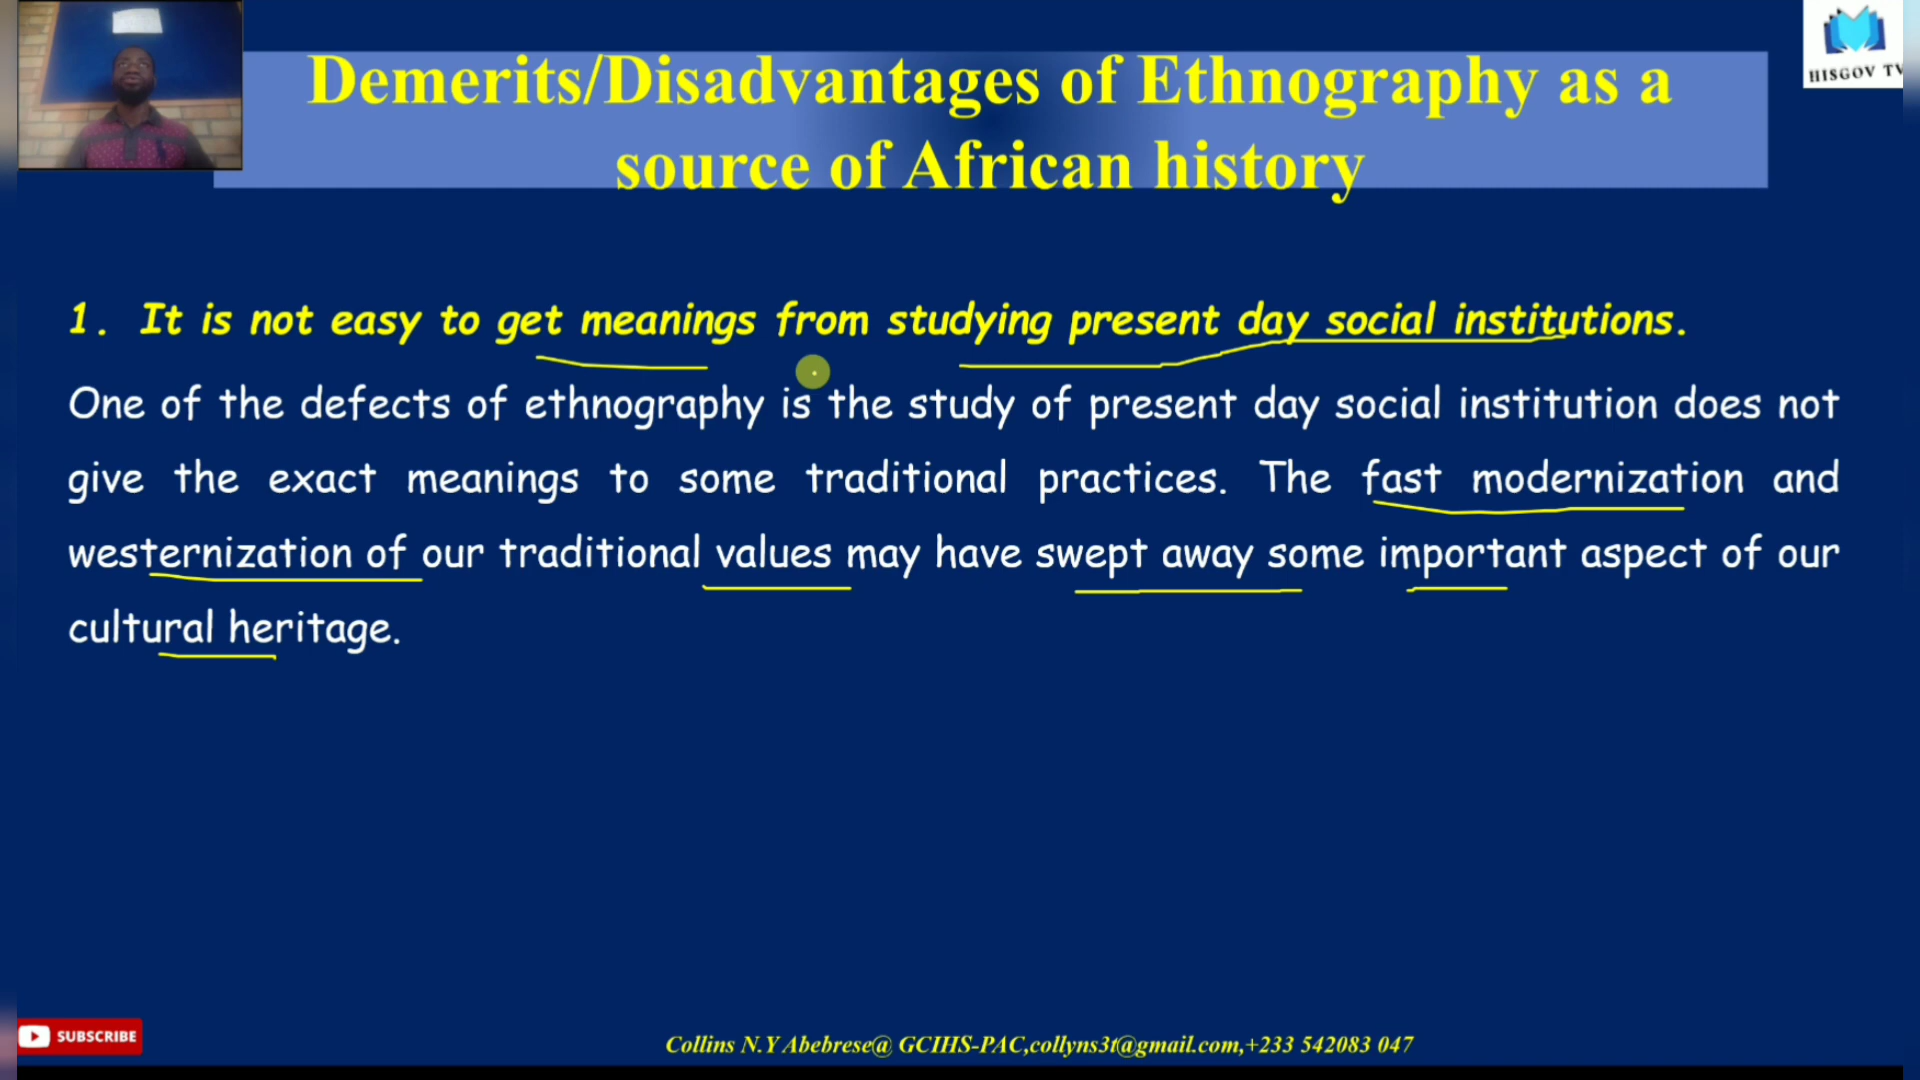 Demerits/Disadvantages of Ethnography as a
source of African history
HISGOV TV
1. It is not easy to get meanings from studying present day social institutions.
One of the defects of ethnography is the study of present day social institution does not
give the exact meanings to some traditional practices. The fast modernization and
westernization of our traditional values may have swept away some important aspect of our
cultural heritage.
SUBSCRIBE
Collins N.Y Abebrese@ GCIHS-PAC,collyns3t@gmail.com,+233 542083 047